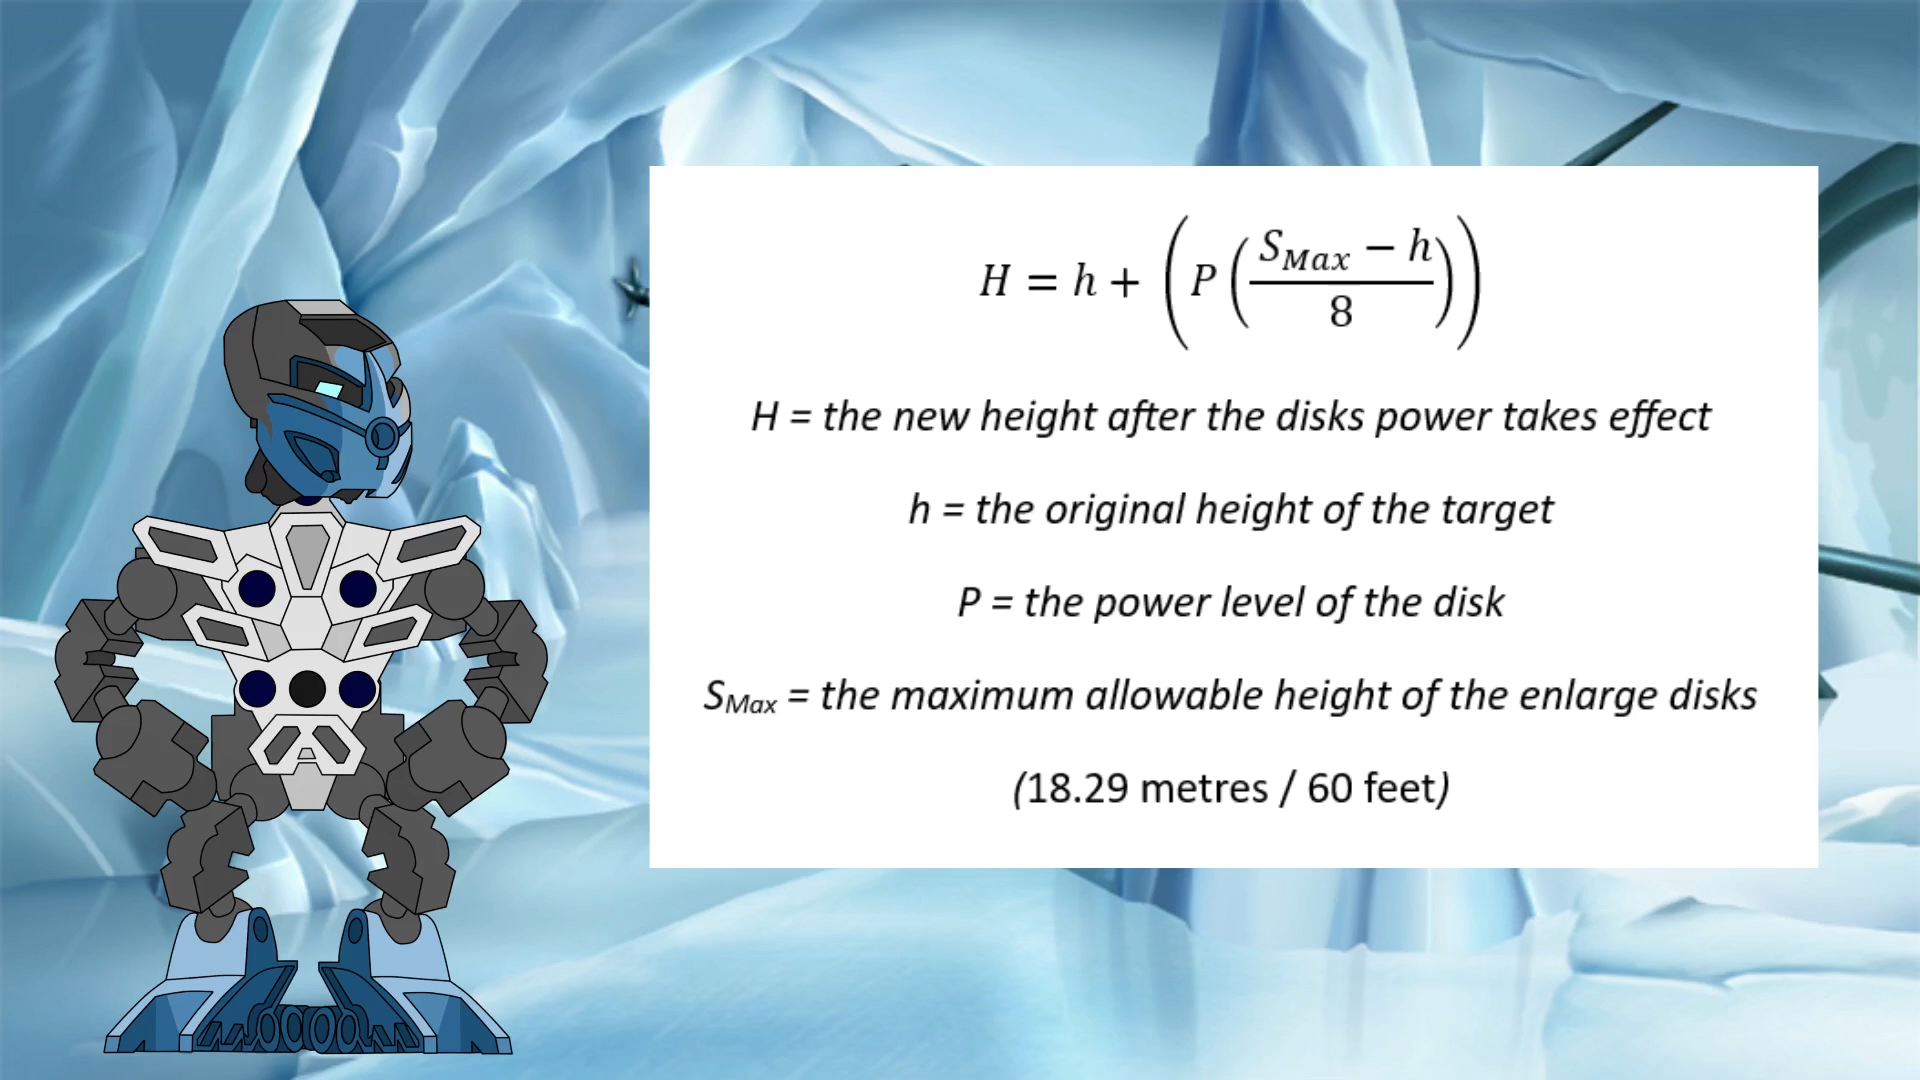 H = h + (P((S_Max − h)/8))
H = the new height after the disks power takes effect
h = the original height of the target
P = the power level of the disk
S_Max = the maximum allowable height of the enlarge disks
(18.29 metres / 60 feet)